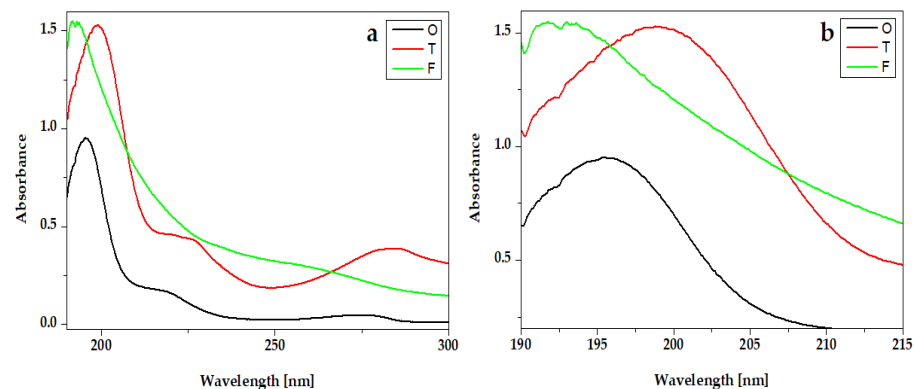 a
O
T
F
1.5
1.0
0.5
0.0
Absorbance
200
250
300
Wavelength [nm]
b
O
T
F
1.5
1.0
0.5
Absorbance
190
195
200
205
210
215
Wavelength [nm]